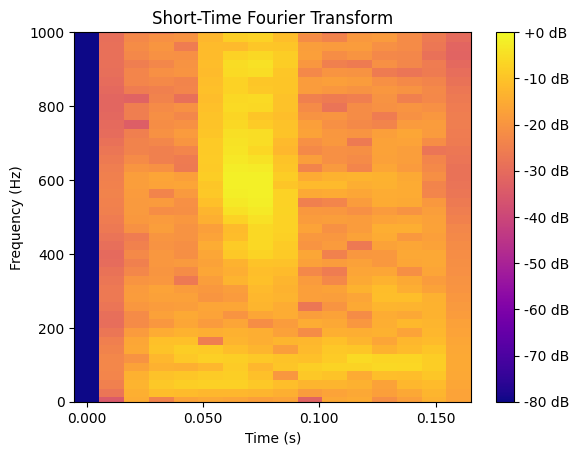 Short-Time Fourier Transform
1000
800
600
400
200
0
Frequency (Hz)
0.000
0.050
0.100
0.150
Time (s)
+0 dB
-10 dB
-20 dB
-30 dB
-40 dB
-50 dB
-60 dB
-70 dB
-80 dB